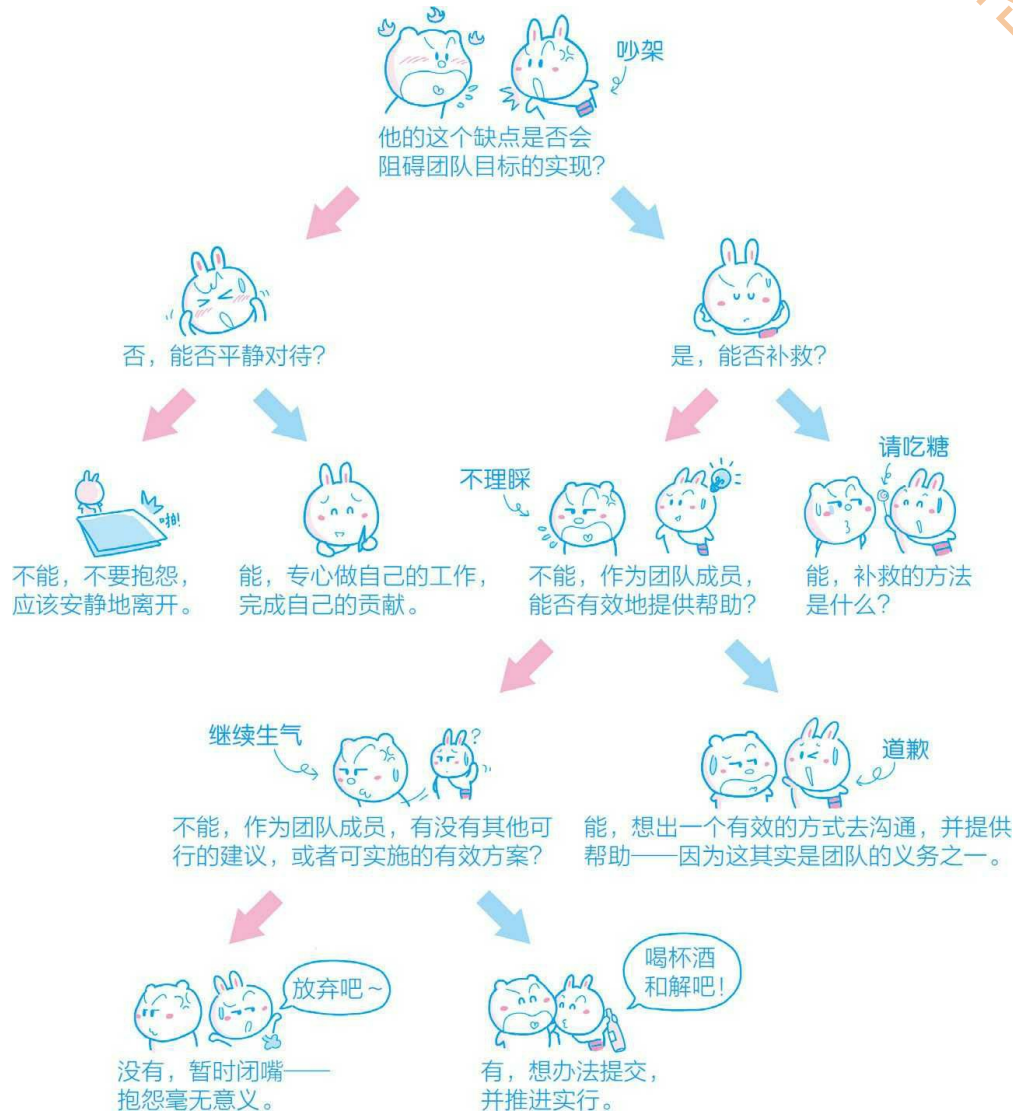 吵架
他的这个缺点是否会
阻碍团队目标的实现?
否，能否平静对待?
是，能否补救?
啪!
不理睬
请吃糖
不能，不要抱怨，
应该安静地离开。
能，专心做自己的工作，
完成自己的贡献。
不能，作为团队成员，
能否有效地提供帮助?
能，补救的方法
是什么?
继续生气
?
道歉
不能，作为团队成员，有没有其他可
行的建议，或者可实施的有效方案?
能，想出一个有效的方式去沟通，并提供
帮助——因为这其实是团队的义务之一。
放弃吧～
喝杯酒
和解吧!
没有，暂时闭嘴——
抱怨毫无意义。
有，想办法提交，
并推进实行。